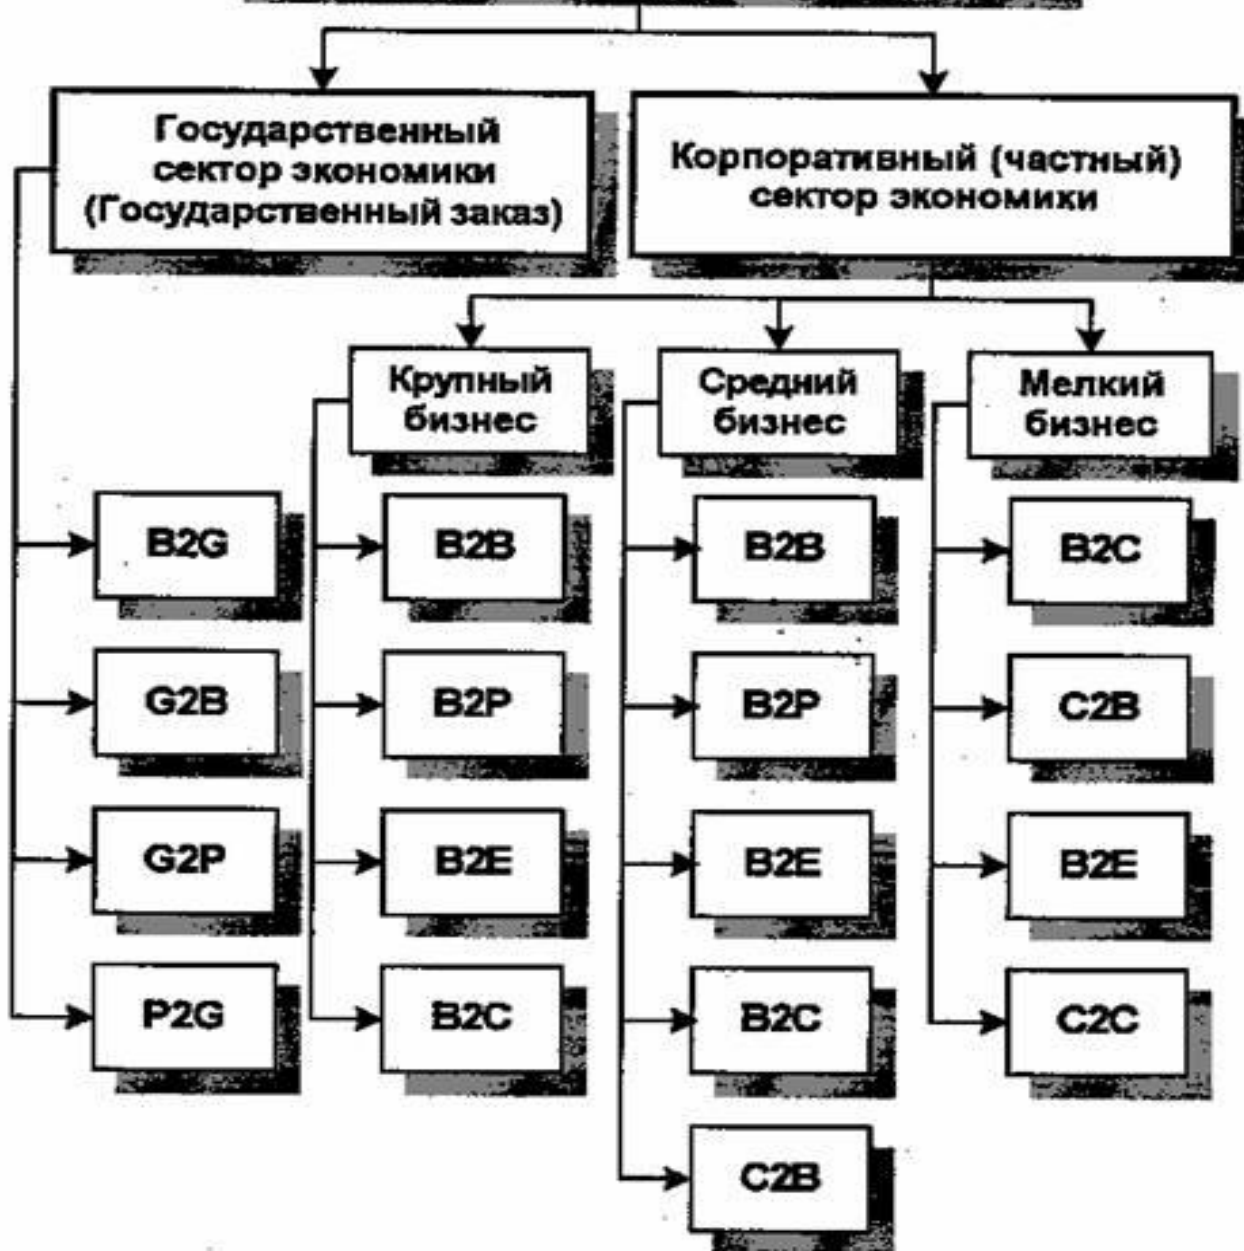 Государственный
сектор экономики
(Государственный заказ)
Корпоративный (частный)
сектор экономики
Крупный
бизнес
Средний
бизнес
Мелкий
бизнес
B2G
B2B
B2B
B2C
G2B
B2P
B2P
C2B
G2P
B2E
B2E
B2E
P2G
B2C
B2C
C2C
C2B